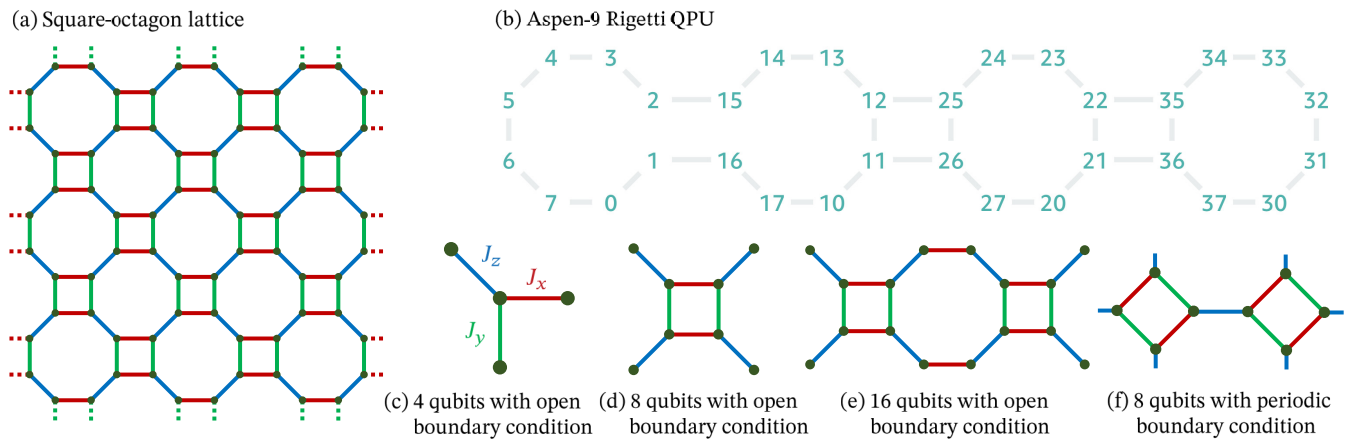 (a) Square-octagon lattice
(b) Aspen-9 Rigetti QPU
4 3 14 13 24 23 34 33
5 2 15 12 25 22 35 32
6 1 16 11 26 21 36 31
7 0 17 10 27 20 37 30
J_z
J_x
J_y
(c) 4 qubits with open
boundary condition
(d) 8 qubits with open
boundary condition
(e) 16 qubits with open
boundary condition
(f) 8 qubits with periodic
boundary condition